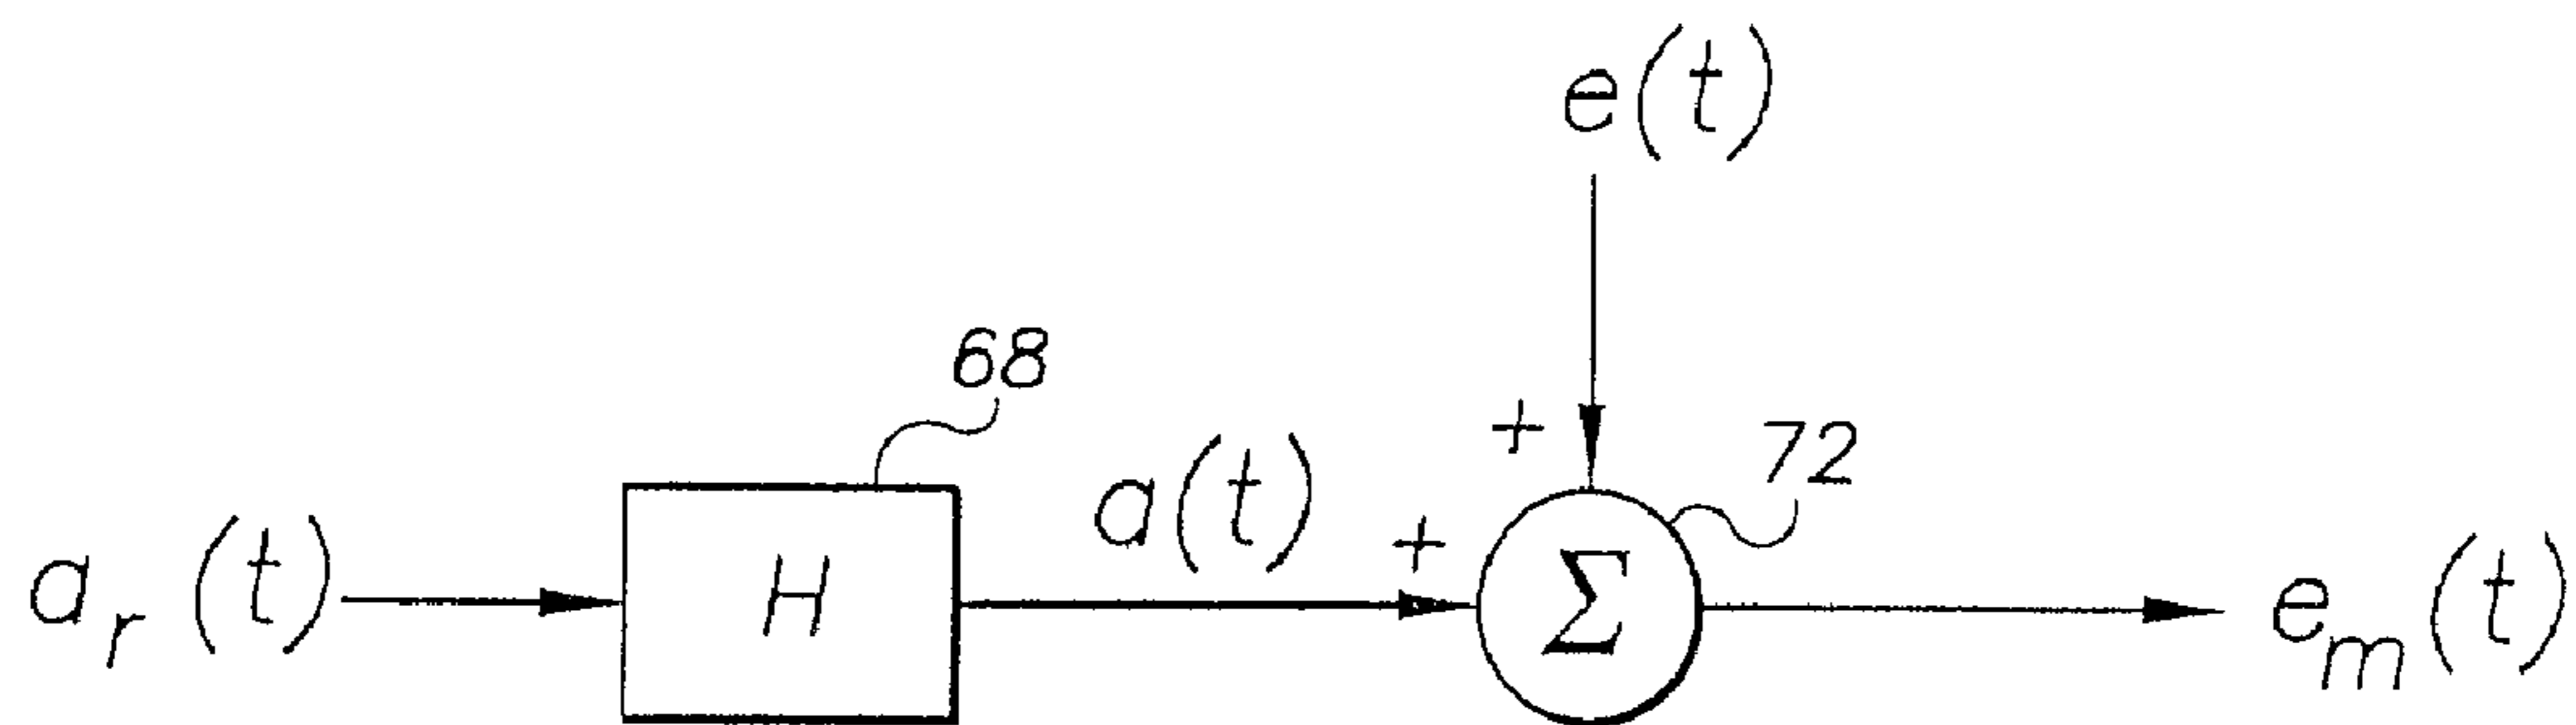 e(t)
68
+
72
a(t)
+
a_r(t)
H
Σ
e_m(t)